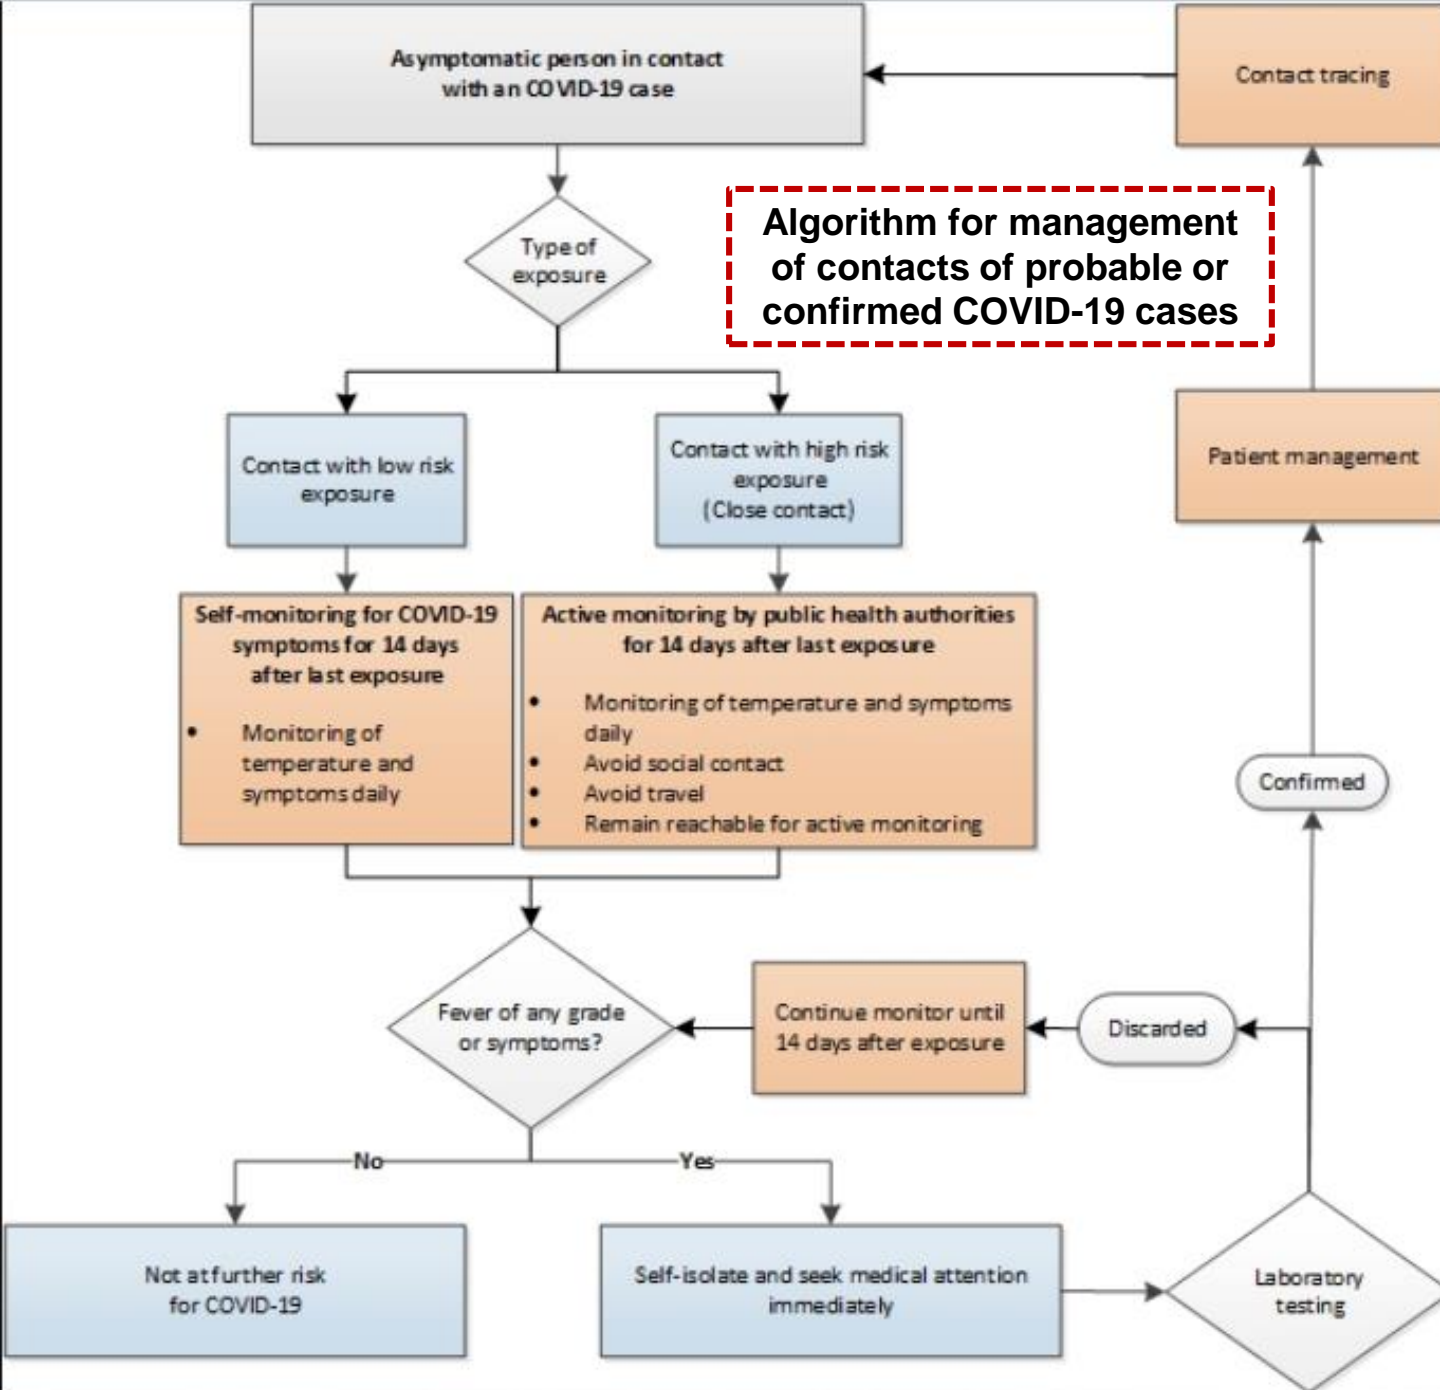 Asymptomatic person in contact
with an COVID-19 case
Contact tracing
Algorithm for management
of contacts of probable or
confirmed COVID-19 cases
Type of
exposure
Contact with low risk
exposure
Contact with high risk
exposure
(Close contact)
Patient management
Self-monitoring for COVID-19
symptoms for 14 days
after last exposure
• Monitoring of
temperature and
symptoms daily
Active monitoring by public health authorities
for 14 days after last exposure
• Monitoring of temperature and symptoms
daily
• Avoid social contact
• Avoid travel
• Remain reachable for active monitoring
Confirmed
Fever of any grade
or symptoms?
Continue monitor until
14 days after exposure
Discarded
No
Yes
Not at further risk
for COVID-19
Self-isolate and seek medical attention
immediately
Laboratory
testing